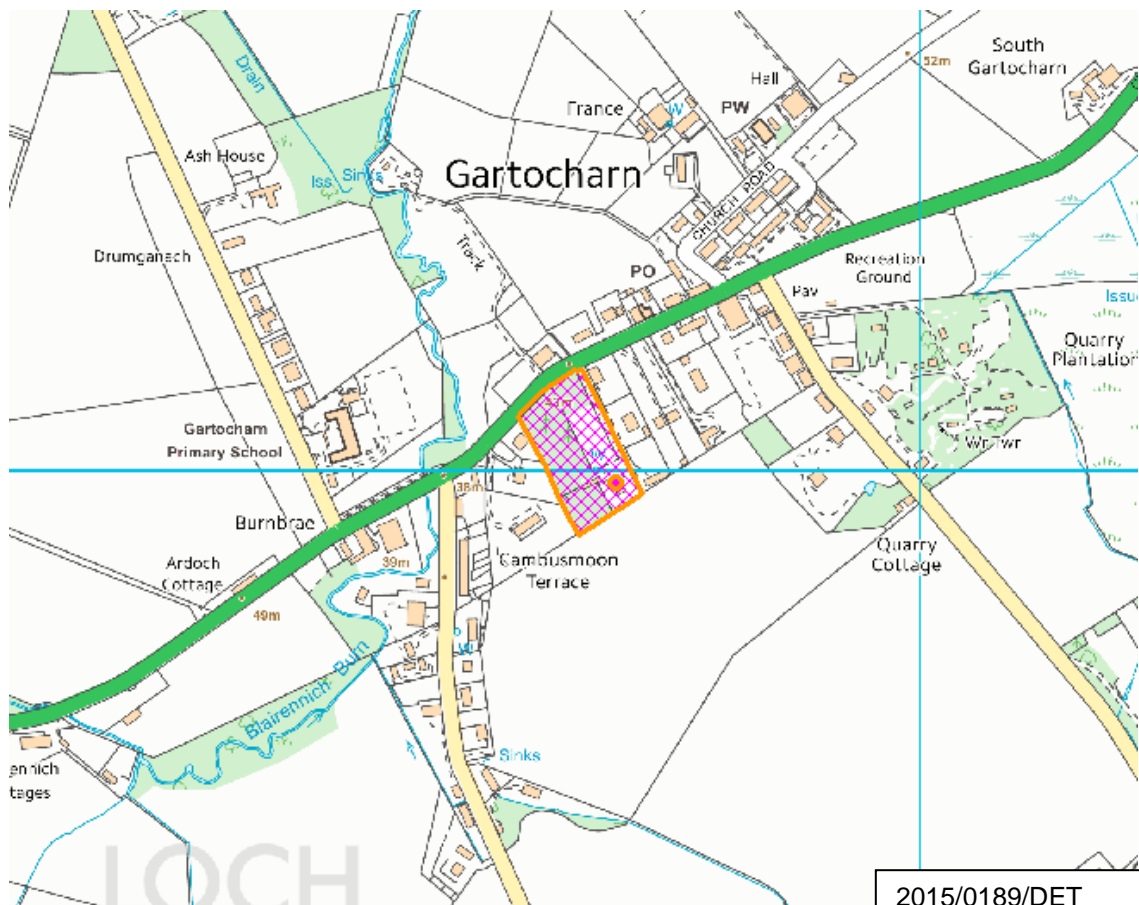 South
Gartocharn
52m
Hall
Drain
France
W
PW
Ash House
Iss
Sinks
Gartocharn
CHURCH ROAD
Drumganach
Track
PO
Recreation
Ground
Pav
Issue
Quarry
Plantation
Gartocharn
Primary School
Wr Twr
38m
Burnbrae
Cambusmoon
Terrace
Quarry
Cottage
Ardoch
Cottage
39m
49m
W
Blairennich Burn
Sinks
ennich
tages
LOCH
2015/0189/DET